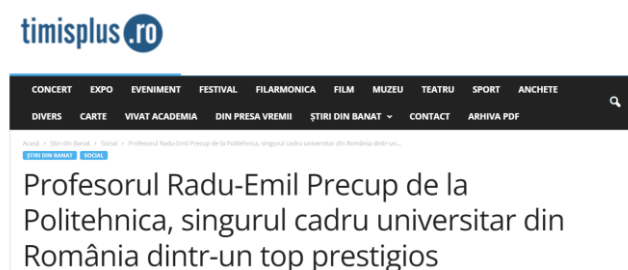 timisplus.ro
CONCERT EXPO EVENIMENT FESTIVAL FILARMONICA FILM MUZEU TEATRU SPORT ANCHETE
DIVERS CARTE VIVAT ACADEMIA DIN PRESA VREMII ȘTIRI DIN BANAT CONTACT ARHIVA PDF
Acasă › Știri din Banat › Social › Profesorul Radu-Emil Precup de la Politehnica, singurul cadru universitar din România dintr-un...
ȘTIRI DIN BANAT SOCIAL
Profesorul Radu-Emil Precup de la
Politehnica, singurul cadru universitar din
România dintr-un top prestigios